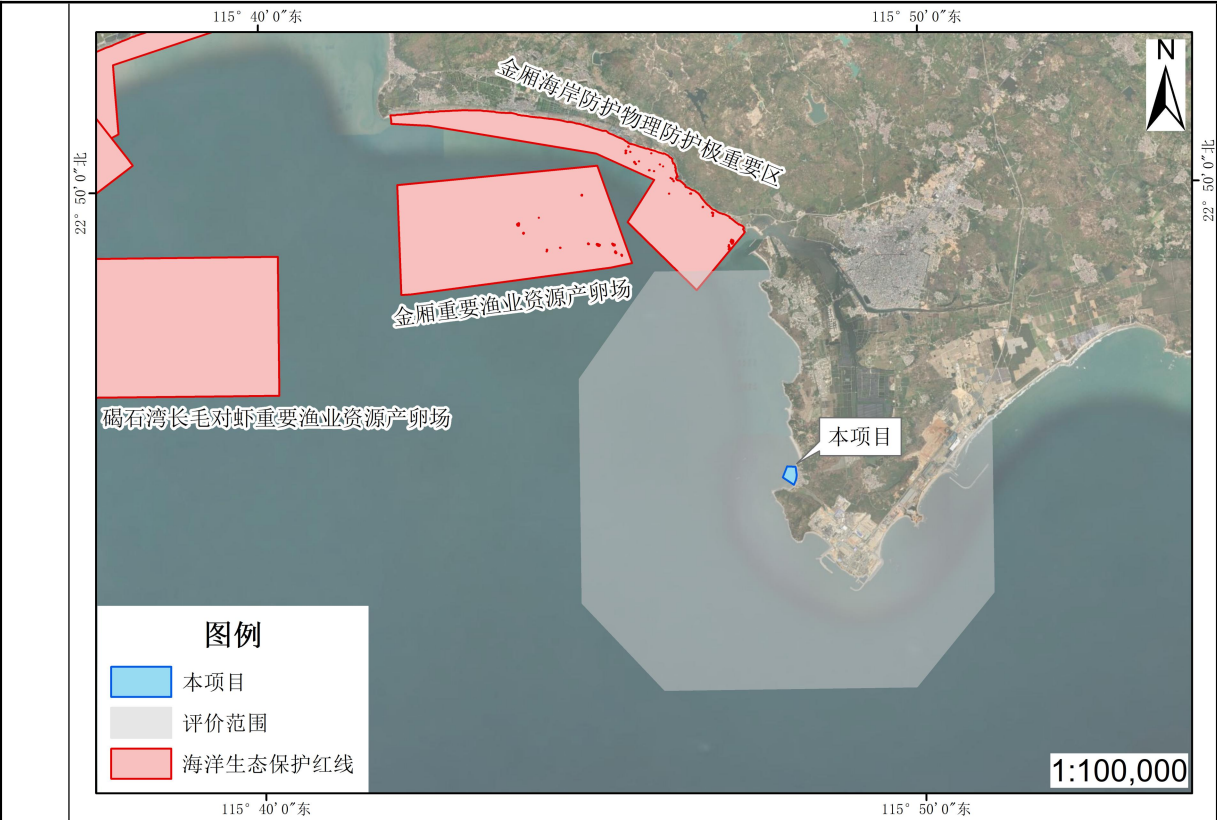 115° 40′0″东
115° 50′0″东
N
金厢海岸防护物理防护极重要区
22° 50′0″北
22° 50′0″北
金厢重要渔业资源产卵场
碣石湾长毛对虾重要渔业资源产卵场
本项目
图例
本项目
评价范围
海洋生态保护红线
1:100,000
115° 40′0″东
115° 50′0″东